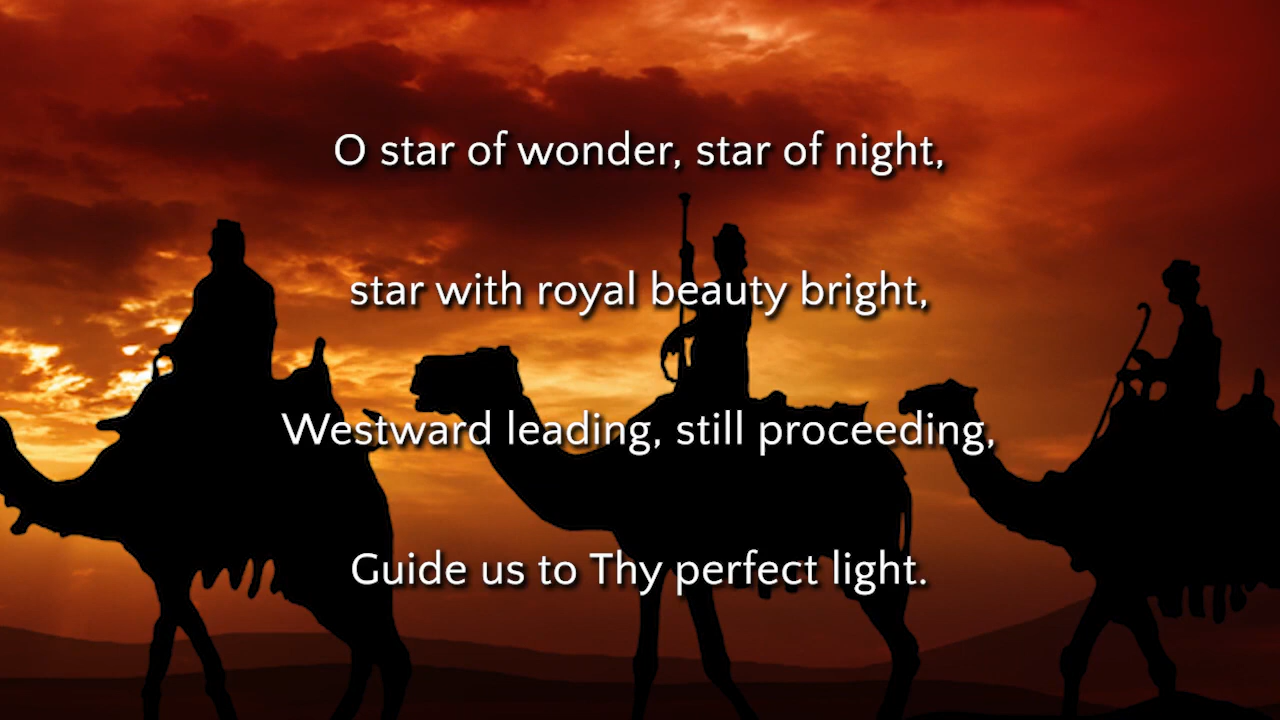 O star of wonder, star of night,
star with royal beauty bright,
Westward leading, still proceeding,
Guide us to Thy perfect light.